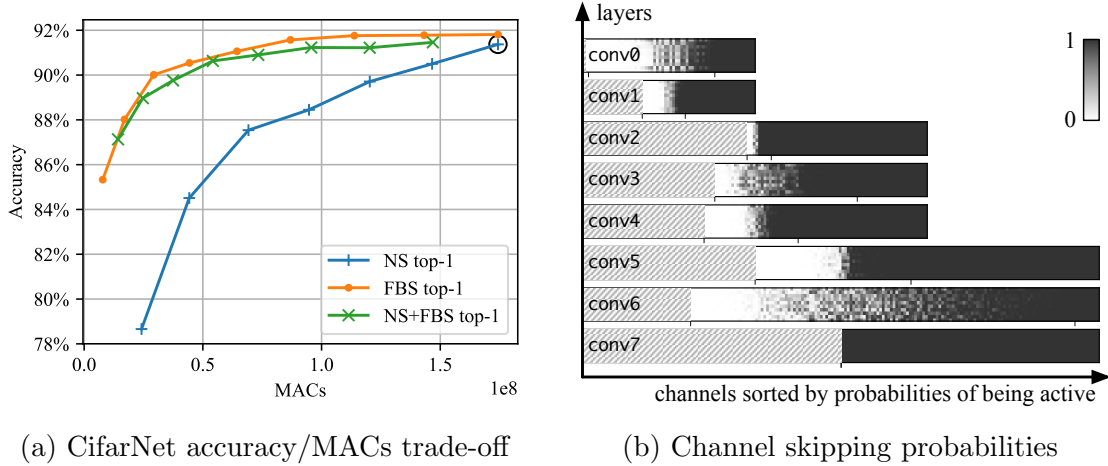 92%
90%
88%
86%
84%
82%
80%
78%
Accuracy
NS top-1
FBS top-1
NS+FBS top-1
0.0
0.5
1.0
1.5
1e8
MACs
(a) CifarNet accuracy/MACs trade-off
layers
conv0
conv1
conv2
conv3
conv4
conv5
conv6
conv7
1
0
channels sorted by probabilities of being active
(b) Channel skipping probabilities